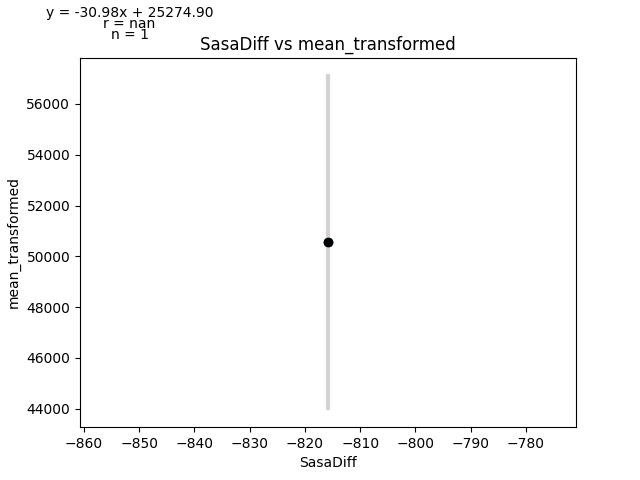 y = -30.98x + 25274.90
r = nan
n = 1
SasaDiff vs mean_transformed
56000
54000
52000
50000
48000
46000
44000
mean_transformed
−860 −850 −840 −830 −820 −810 −800 −790 −780
SasaDiff